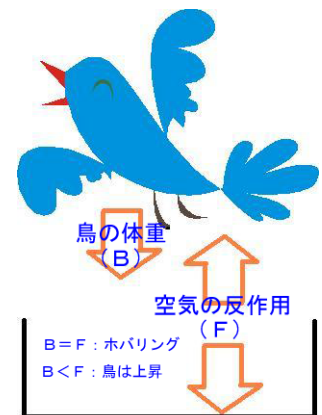 鳥の体重
（B）
空気の反作用
（F）
B＝F：ホバリング
B＜F：鳥は上昇